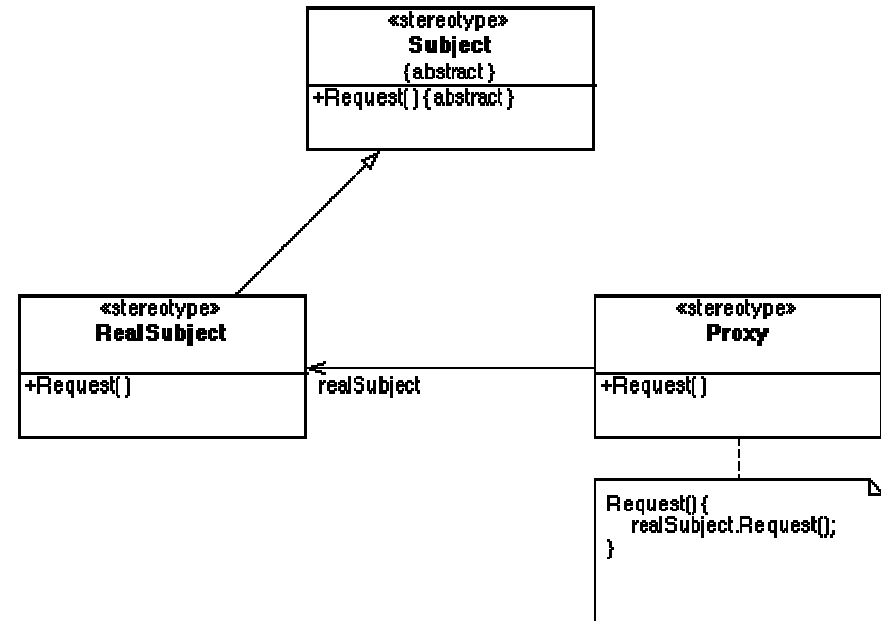 «stereotype»
Subject
{abstract}
+Request(){abstract}
«stereotype»
RealSubject
+Request()
realSubject
«stereotype»
Proxy
+Request()
Request(){
realSubject.Request();
}